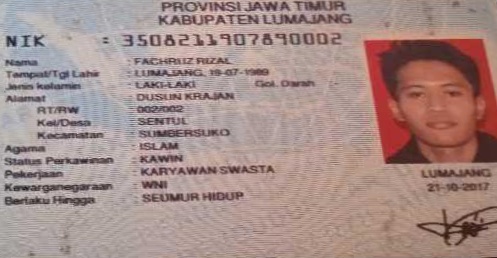 PROVINSI JAWA TIMUR
KABUPATEN LUMAJANG
NIK : 3508211907890002
Nama : FACHRIJZ RIZAL
Tempat/Tgl Lahir : LUMAJANG, 19-07-1989
Jenis kelamin : LAKI-LAKI Gol. Darah :-
Alamat : DUSUN KRAJAN
RT/RW : 002/002
Kel/Desa : SENTUL
Kecamatan : SUMBERSUKO
Agama : ISLAM
Status Perkawinan : KAWIN
Pekerjaan : KARYAWAN SWASTA
Kewarganegaraan : WNI
Berlaku Hingga : SEUMUR HIDUP
LUMAJANG
21-10-2017